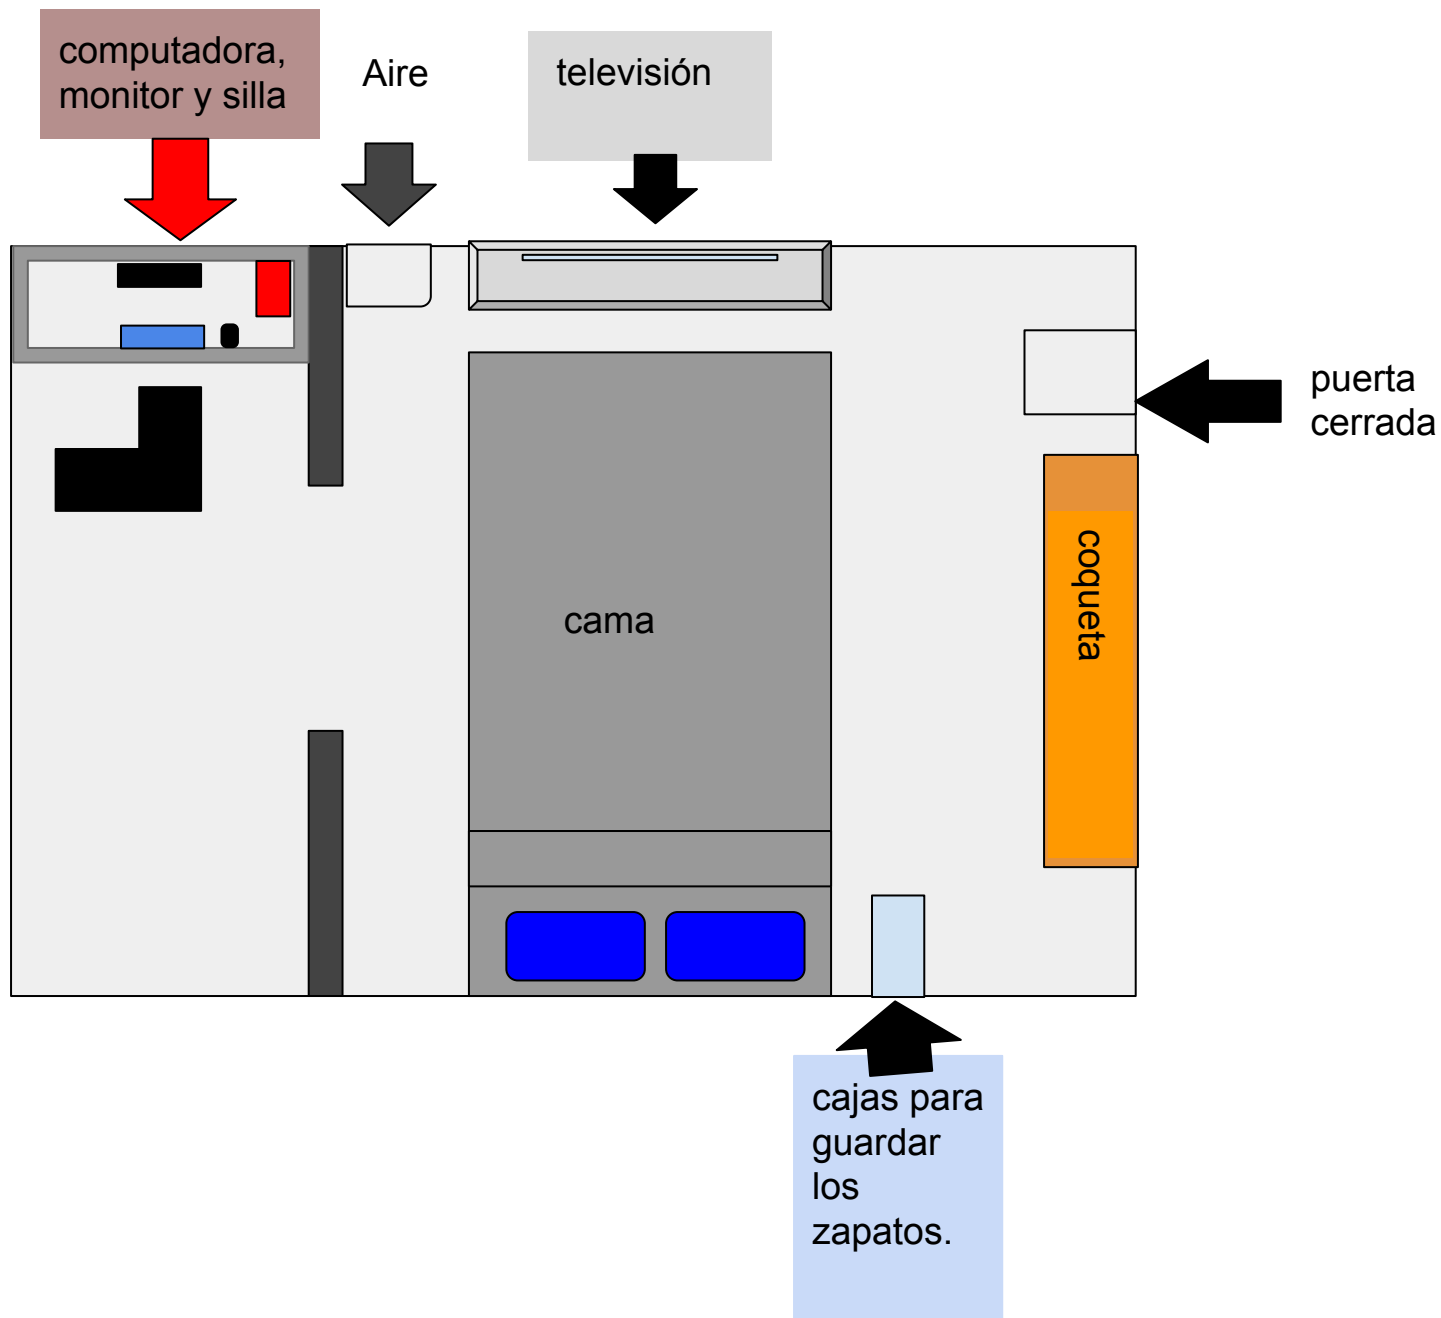 computadora,
monitor y silla
Aire
televisión
puerta
cerrada
coqueta
cama
cajas para
guardar
los
zapatos.